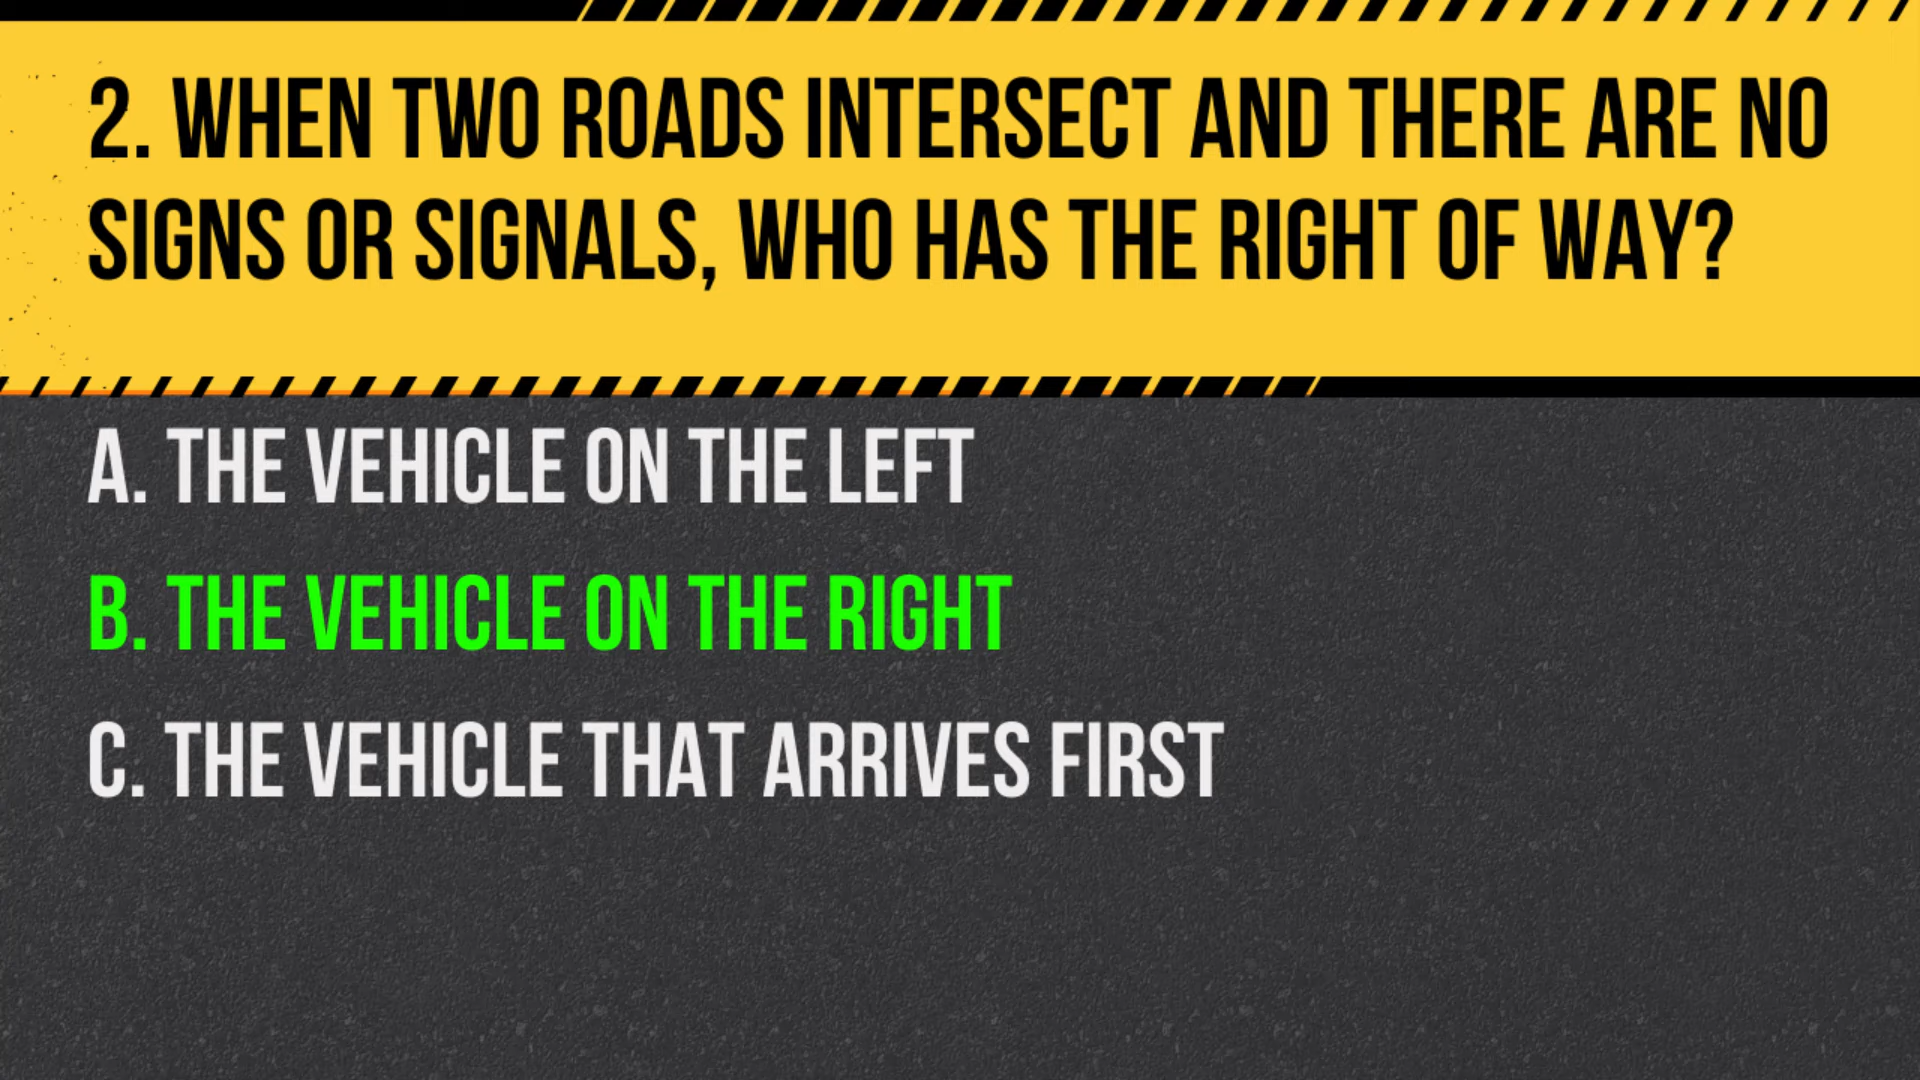 2. WHEN TWO ROADS INTERSECT AND THERE ARE NO
SIGNS OR SIGNALS, WHO HAS THE RIGHT OF WAY?
A. THE VEHICLE ON THE LEFT
B. THE VEHICLE ON THE RIGHT
C. THE VEHICLE THAT ARRIVES FIRST